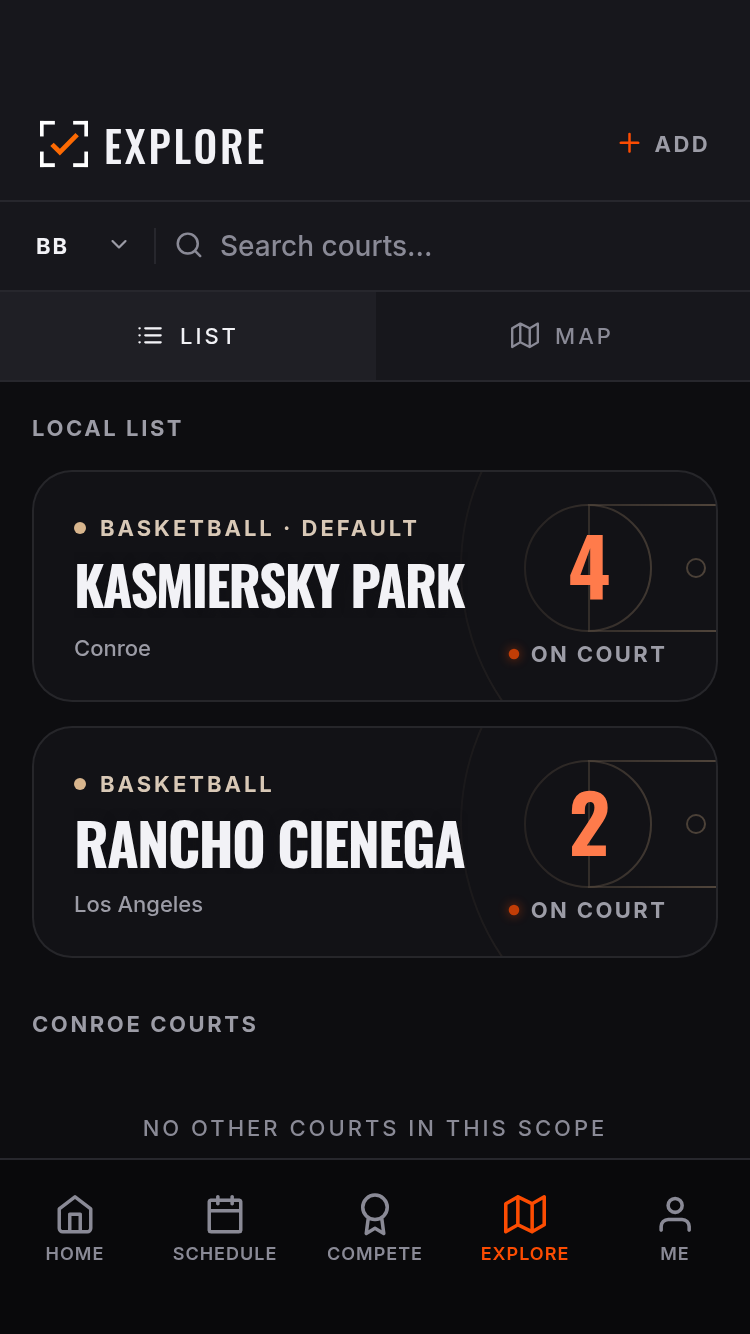 EXPLORE
ADD
BB
Search courts...
LIST
MAP
LOCAL LIST
BASKETBALL · DEFAULT
KASMIERSKY PARK
Conroe
4
ON COURT
BASKETBALL
RANCHO CIENEGA
Los Angeles
2
ON COURT
CONROE COURTS
NO OTHER COURTS IN THIS SCOPE
HOME
SCHEDULE
COMPETE
EXPLORE
ME